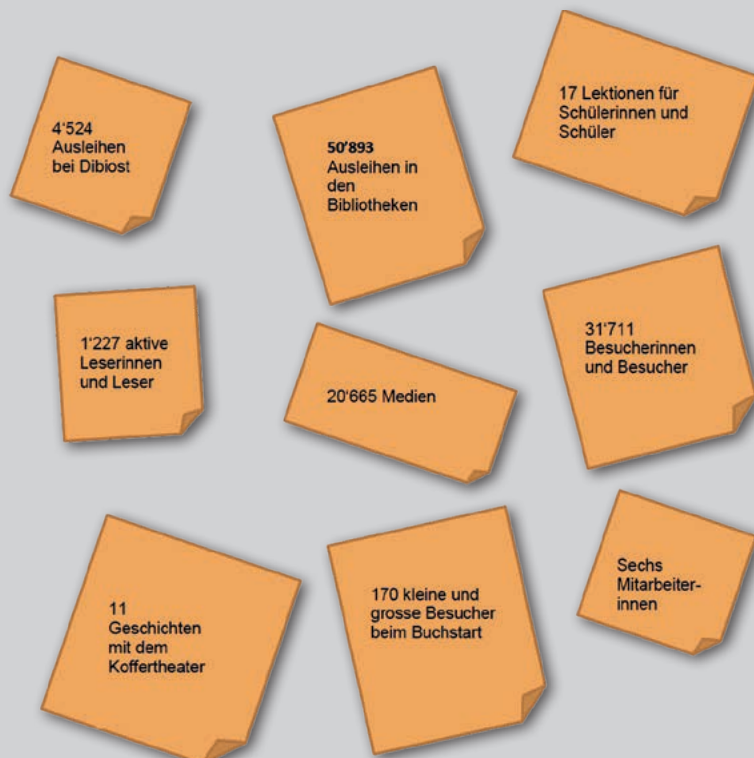 4'524
Ausleihen
bei Dibiost
50'893
Ausleihen in
den
Bibliotheken
17 Lektionen für
Schülerinnen und
Schüler
1'227 aktive
Leserinnen
und Leser
20'665 Medien
31'711
Besucherinnen
und Besucher
11
Geschichten
mit dem
Koffertheater
170 kleine und
grosse Besucher
beim Buchstart
Sechs
Mitarbeiter-
innen